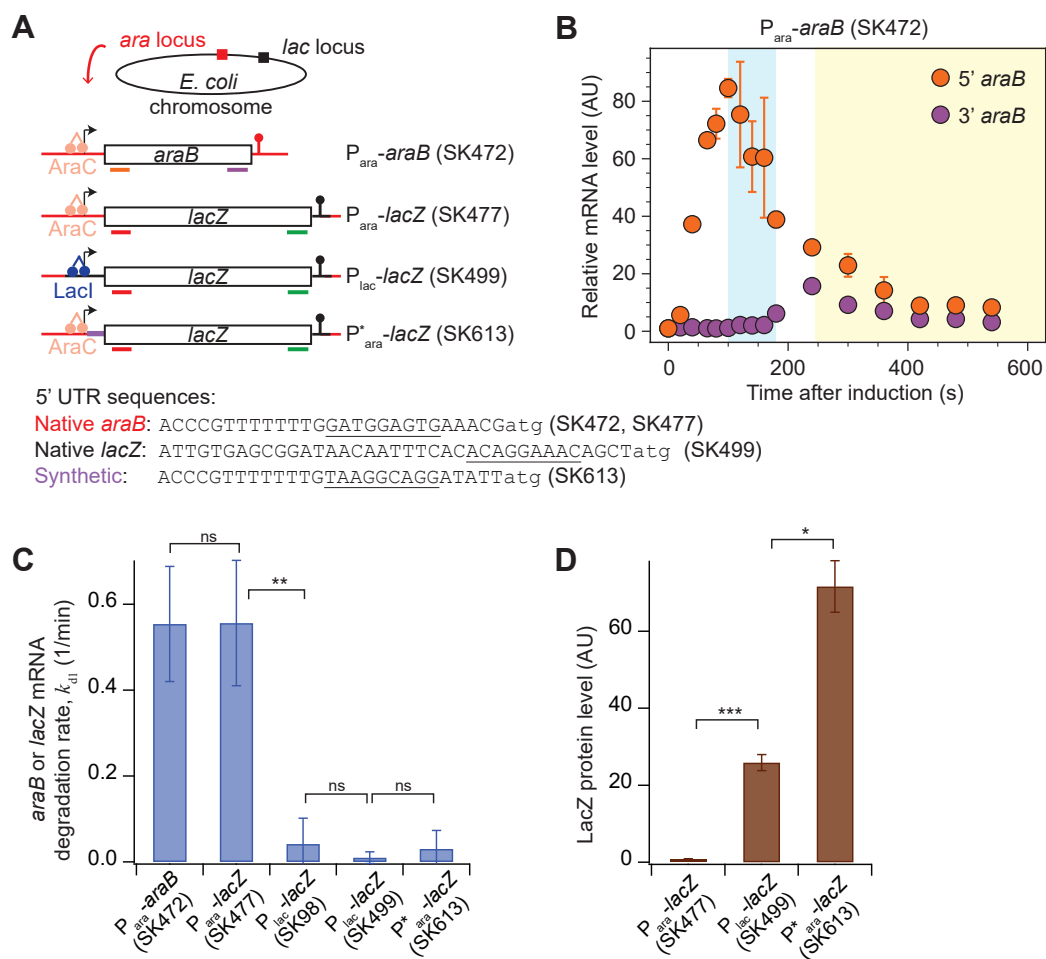 A
ara locus
lac locus
E. coli
chromosome
AraC
araB
Para-araB (SK472)
AraC
lacZ
Para-lacZ (SK477)
LacI
lacZ
Plac-lacZ (SK499)
AraC
lacZ
P*ara-lacZ (SK613)
5' UTR sequences:
Native araB: ACCCGTTTTTTTGGATGGAGTGAAACGatg (SK472, SK477)
Native lacZ: ATTGTGAGCGGATAACAATTTCACACAGGAAACAGCTatg (SK499)
Synthetic: ACCCGTTTTTTTGTAAGGCAGGATATTatg (SK613)
B
Para-araB (SK472)
5' araB
3' araB
Relative mRNA level (AU)
80
60
40
20
0
0
200
400
600
Time after induction (s)
C
araB or lacZ mRNA
degradation rate, kd1 (1/min)
0.6
0.4
0.2
0.0
ns
**
ns
ns
Para-araB
(SK472)
Para-lacZ
(SK477)
Plac-lacZ
(SK98)
Plac-lacZ
(SK499)
P*ara-lacZ
(SK613)
D
LacZ protein level (AU)
60
40
20
0
***
*
Para-lacZ
(SK477)
Plac-lacZ
(SK499)
P*ara-lacZ
(SK613)